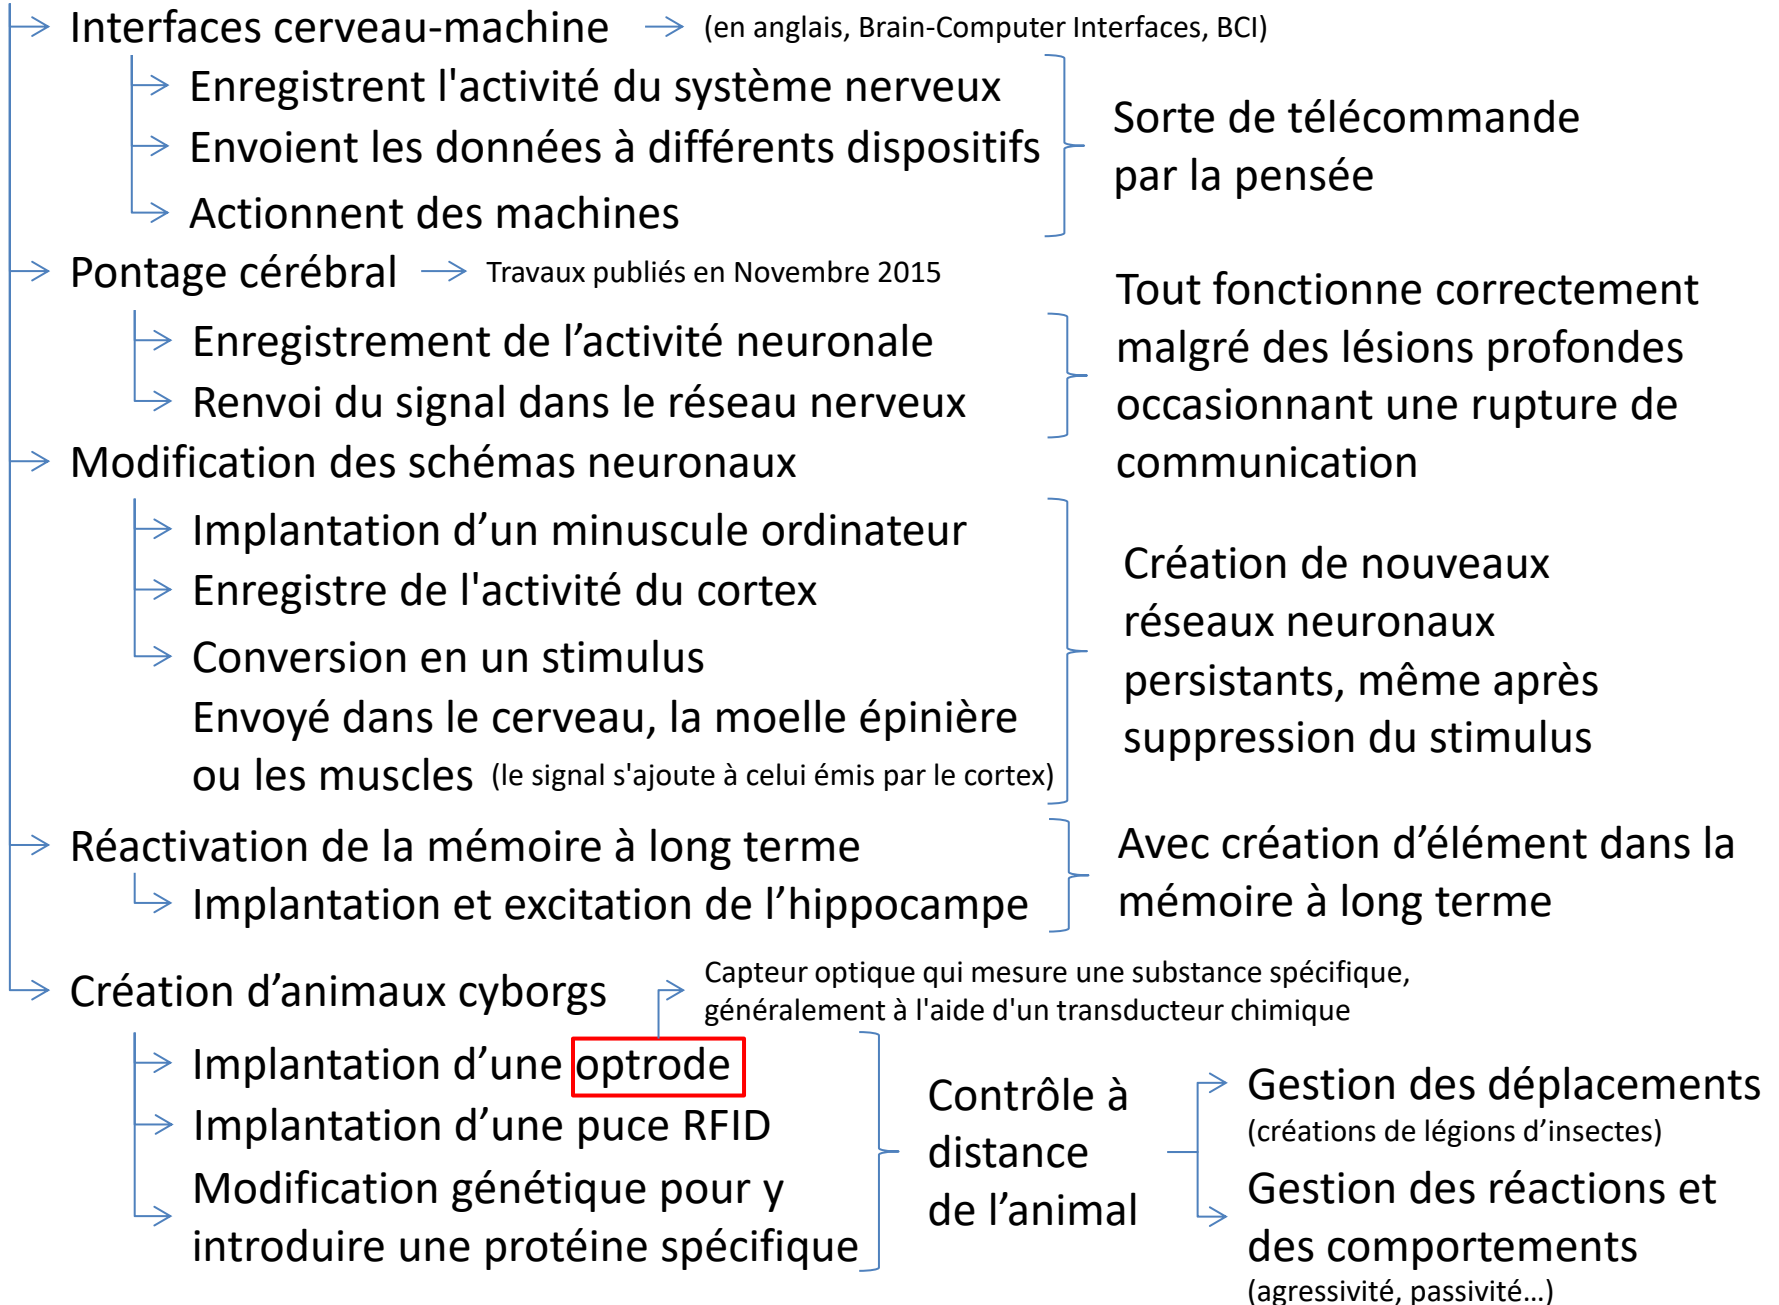 Interfaces cerveau-machine
(en anglais, Brain-Computer Interfaces, BCI)
Enregistrent l'activité du système nerveux
Envoient les données à différents dispositifs
Actionnent des machines
Sorte de télécommande
par la pensée
Pontage cérébral
Travaux publiés en Novembre 2015
Enregistrement de l’activité neuronale
Renvoi du signal dans le réseau nerveux
Tout fonctionne correctement
malgré des lésions profondes
occasionnant une rupture de
communication
Modification des schémas neuronaux
Implantation d’un minuscule ordinateur
Enregistre de l'activité du cortex
Conversion en un stimulus
Envoyé dans le cerveau, la moelle épinière
ou les muscles (le signal s'ajoute à celui émis par le cortex)
Création de nouveaux
réseaux neuronaux
persistants, même après
suppression du stimulus
Réactivation de la mémoire à long terme
Implantation et excitation de l’hippocampe
Avec création d’élément dans la
mémoire à long terme
Création d’animaux cyborgs
Capteur optique qui mesure une substance spécifique,
généralement à l'aide d'un transducteur chimique
Implantation d’une optrode
Implantation d’une puce RFID
Modification génétique pour y
introduire une protéine spécifique
Contrôle à
distance
de l’animal
Gestion des déplacements
(créations de légions d’insectes)
Gestion des réactions et
des comportements
(agressivité, passivité…)